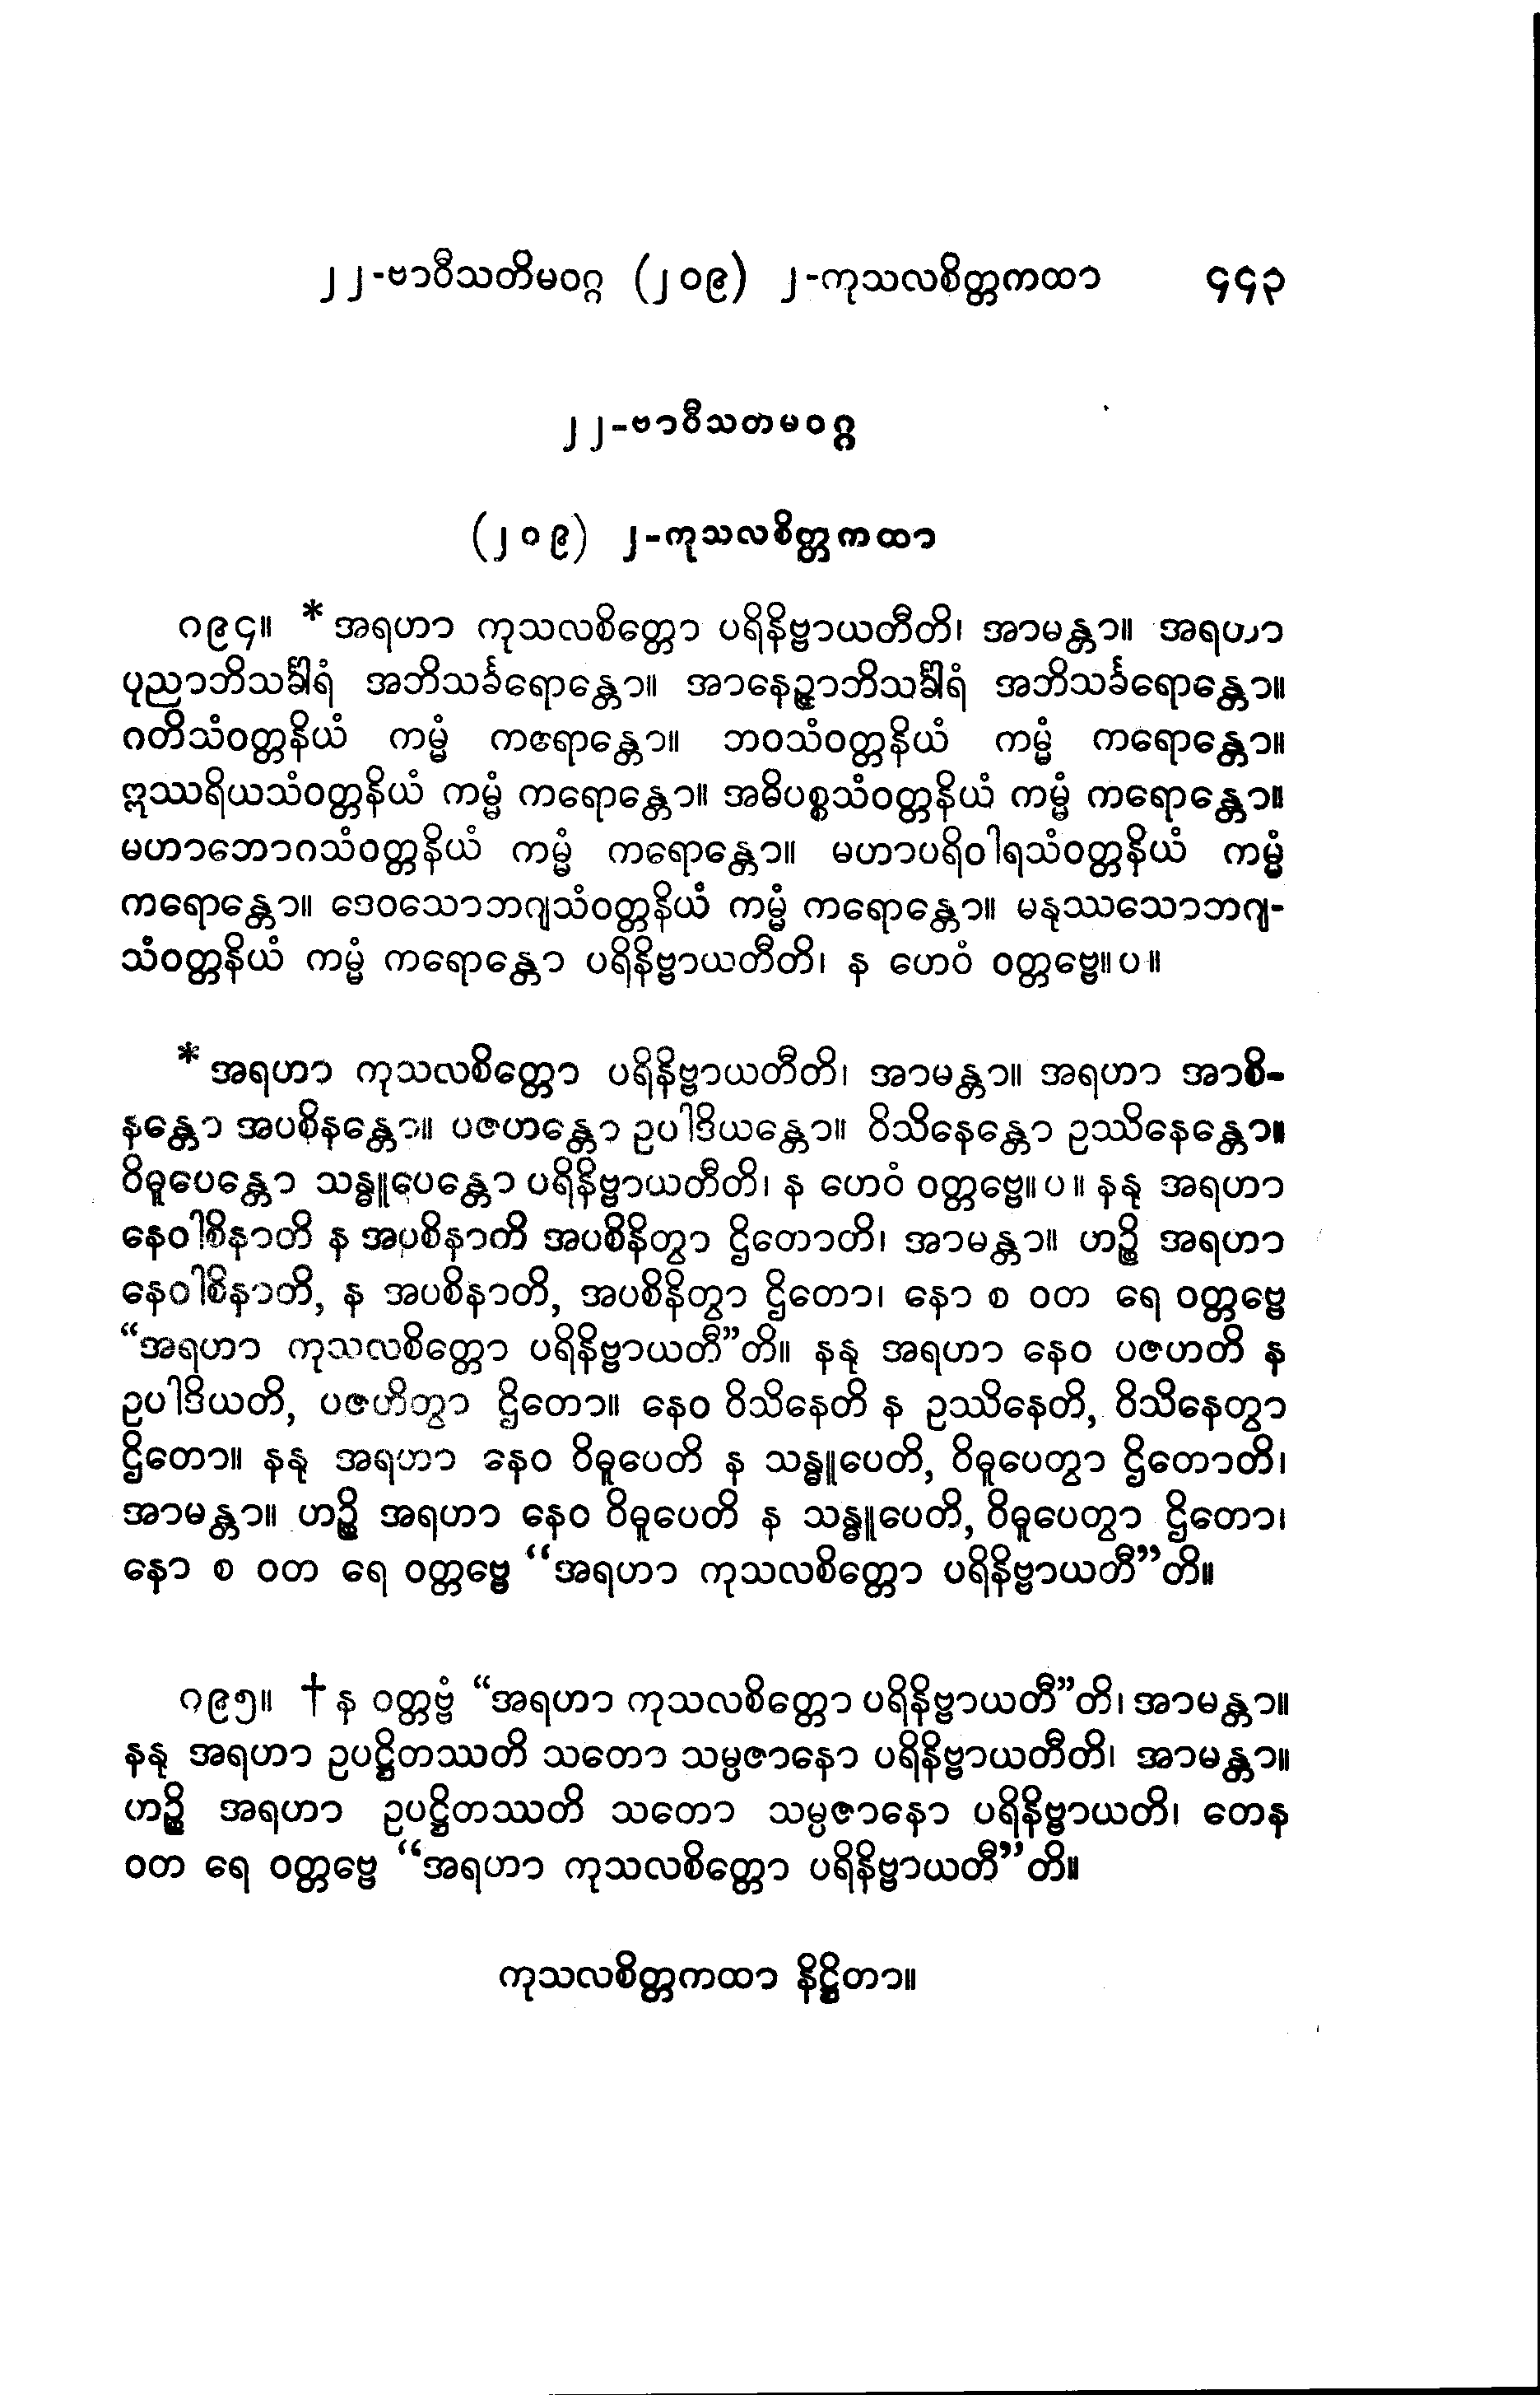 ၂၂-ဗာဝီသတိမဝဂ္ဂ (၂၀၉) ၂-ကုသလစိတ္တကထာ ၄၄၃
၂၂-ဗာဝီသတမဝဂ္ဂ
(၂၀၉) ၂-ကုသလစိတ္တကထာ
၈၉၄။ * အရဟာ ကုသလစိတ္တော ပရိနိဗ္ဗာယတီတိ၊ အာမန္တာ။ အရဟာ
ပုညာဘိသင်္ခါရံ အဘိသင်္ခရောန္တော။ အာနေဉ္ဇာဘိသင်္ခါရံ အဘိသင်္ခရောန္တော။
ဂတိသံဝတ္တနိယံ ကမ္မံ ကရောန္တော။ ဘဝသံဝတ္တနိယံ ကမ္မံ ကရောန္တော။
ဣဿရိယသံဝတ္တနိယံ ကမ္မံ ကရောန္တော။ အဓိပစ္စသံဝတ္တနိယံ ကမ္မံ ကရောန္တော။
မဟာဘောဂသံဝတ္တနိယံ ကမ္မံ ကရောန္တော။ မဟာပရိဝါရသံဝတ္တနိယံ ကမ္မံ
ကရောန္တော။ ဒေဝသောဘဂျသံဝတ္တနိယံ ကမ္မံ ကရောန္တော။ မနုဿသောဘဂျ-
သံဝတ္တနိယံ ကမ္မံ ကရောန္တော ပရိနိဗ္ဗာယတီတိ၊ န ဟေဝံ ဝတ္တဗ္ဗေ။ပ။
* အရဟာ ကုသလစိတ္တော ပရိနိဗ္ဗာယတီတိ၊ အာမန္တာ။ အရဟာ အာစိ-
နန္တော အပစိနန္တော။ ပဇဟန္တော ဥပါဒိယန္တော။ ဝိသိနေန္တော ဥဿိနေန္တော။
ဝိဓူပေန္တော သန္ဓူပေန္တော ပရိနိဗ္ဗာယတီတိ၊ န ဟေဝံ ဝတ္တဗ္ဗေ။ပ။ နနု အရဟာ
နေဝါစိနာတိ န အပစိနာတိ အပစိနိတွာ ဌိတောတိ၊ အာမန္တာ။ ဟဉ္စိ အရဟာ
နေဝါစိနာတိ, န အပစိနာတိ, အပစိနိတွာ ဌိတော၊ နော စ ဝတ ရေ ဝတ္တဗ္ဗေ
“အရဟာ ကုသလစိတ္တော ပရိနိဗ္ဗာယတီ”တိ။ နနု အရဟာ နေဝ ပဇဟတိ န
ဥပါဒိယတိ, ပဇဟိတွာ ဌိတော။ နေဝ ဝိသိနေတိ န ဥဿိနေတိ, ဝိသိနေတွာ
ဌိတော။ နနု အရဟာ နေဝ ဝိဓူပေတိ န သန္ဓူပေတိ, ဝိဓူပေတွာ ဌိတောတိ၊
အာမန္တာ။ ဟဉ္စိ အရဟာ နေဝ ဝိဓူပေတိ န သန္ဓူပေတိ, ဝိဓူပေတွာ ဌိတော၊
နော စ ဝတ ရေ ဝတ္တဗ္ဗေ “အရဟာ ကုသလစိတ္တော ပရိနိဗ္ဗာယတီ”တိ။
၈၉၅။ † န ဝတ္တဗ္ဗံ “အရဟာ ကုသလစိတ္တော ပရိနိဗ္ဗာယတီ”တိ၊ အာမန္တာ။
နနု အရဟာ ဥပဋ္ဌိတဿတိ သတော သမ္ပဇာနော ပရိနိဗ္ဗာယတီတိ၊ အာမန္တာ။
ဟဉ္စိ အရဟာ ဥပဋ္ဌိတဿတိ သတော သမ္ပဇာနော ပရိနိဗ္ဗာယတိ၊ တေန
ဝတ ရေ ဝတ္တဗ္ဗေ “အရဟာ ကုသလစိတ္တော ပရိနိဗ္ဗာယတီ”တိ။
ကုသလစိတ္တကထာ နိဋ္ဌိတာ။